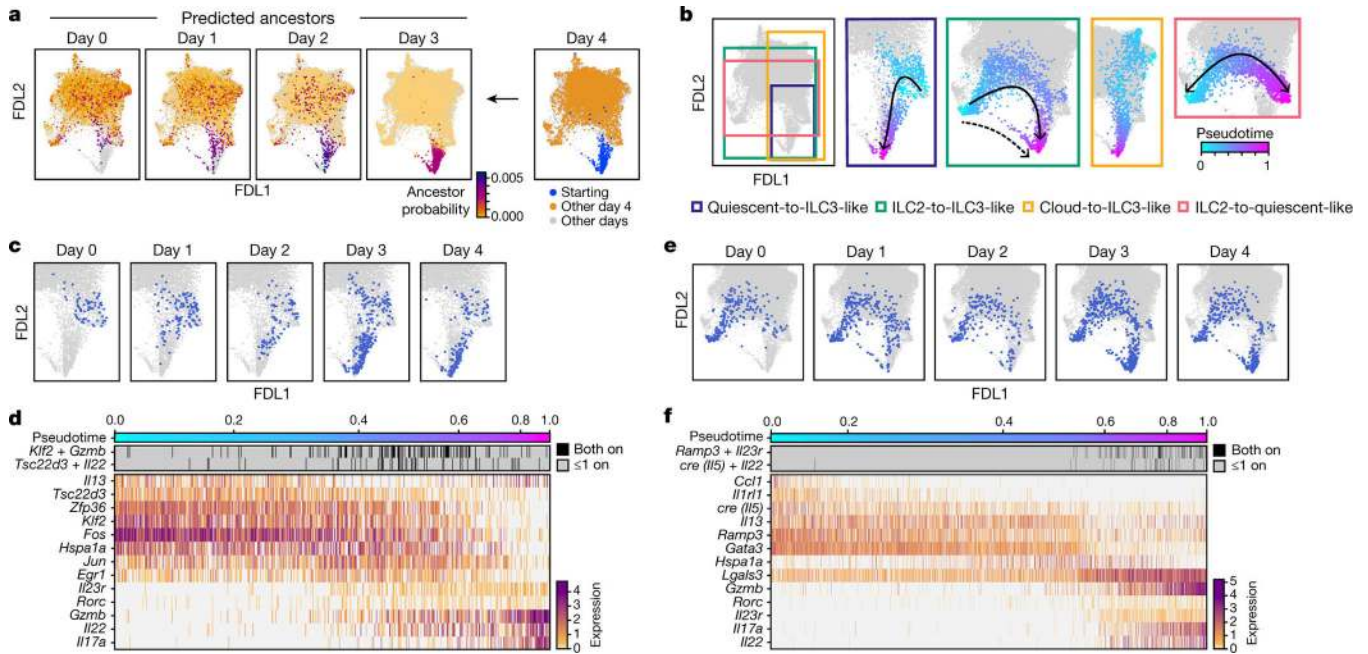 a
Predicted ancestors
Day 0 Day 1 Day 2 Day 3 Day 4
FDL2
FDL1
Ancestor probability
0.005
0.000
Starting
Other day 4
Other days
b
FDL2
FDL1
Pseudotime
0 1
Quiescent-to-ILC3-like ILC2-to-ILC3-like Cloud-to-ILC3-like ILC2-to-quiescent-like
c
Day 0 Day 1 Day 2 Day 3 Day 4
FDL2
FDL1
d
0.0 0.2 0.4 0.6 0.8 1.0
Pseudotime
Klf2 + Gzmb
Tsc22d3 + Il22
Both on
≤1 on
Il13
Tsc22d3
Zfp36
Klf2
Fos
Hspa1a
Jun
Egr1
Il23r
Rorc
Gzmb
Il22
Il17a
4
3
2
1
0
Expression
e
Day 0 Day 1 Day 2 Day 3 Day 4
FDL2
FDL1
f
0.0 0.2 0.4 0.6 0.8 1.0
Pseudotime
Ramp3 + Il23r
cre (Il5) + Il22
Both on
≤1 on
Ccl1
Il1rl1
cre (Il5)
Il13
Ramp3
Gata3
Hspa1a
Lgals3
Gzmb
Rorc
Il23r
Il17a
Il22
5
4
3
2
1
0
Expression